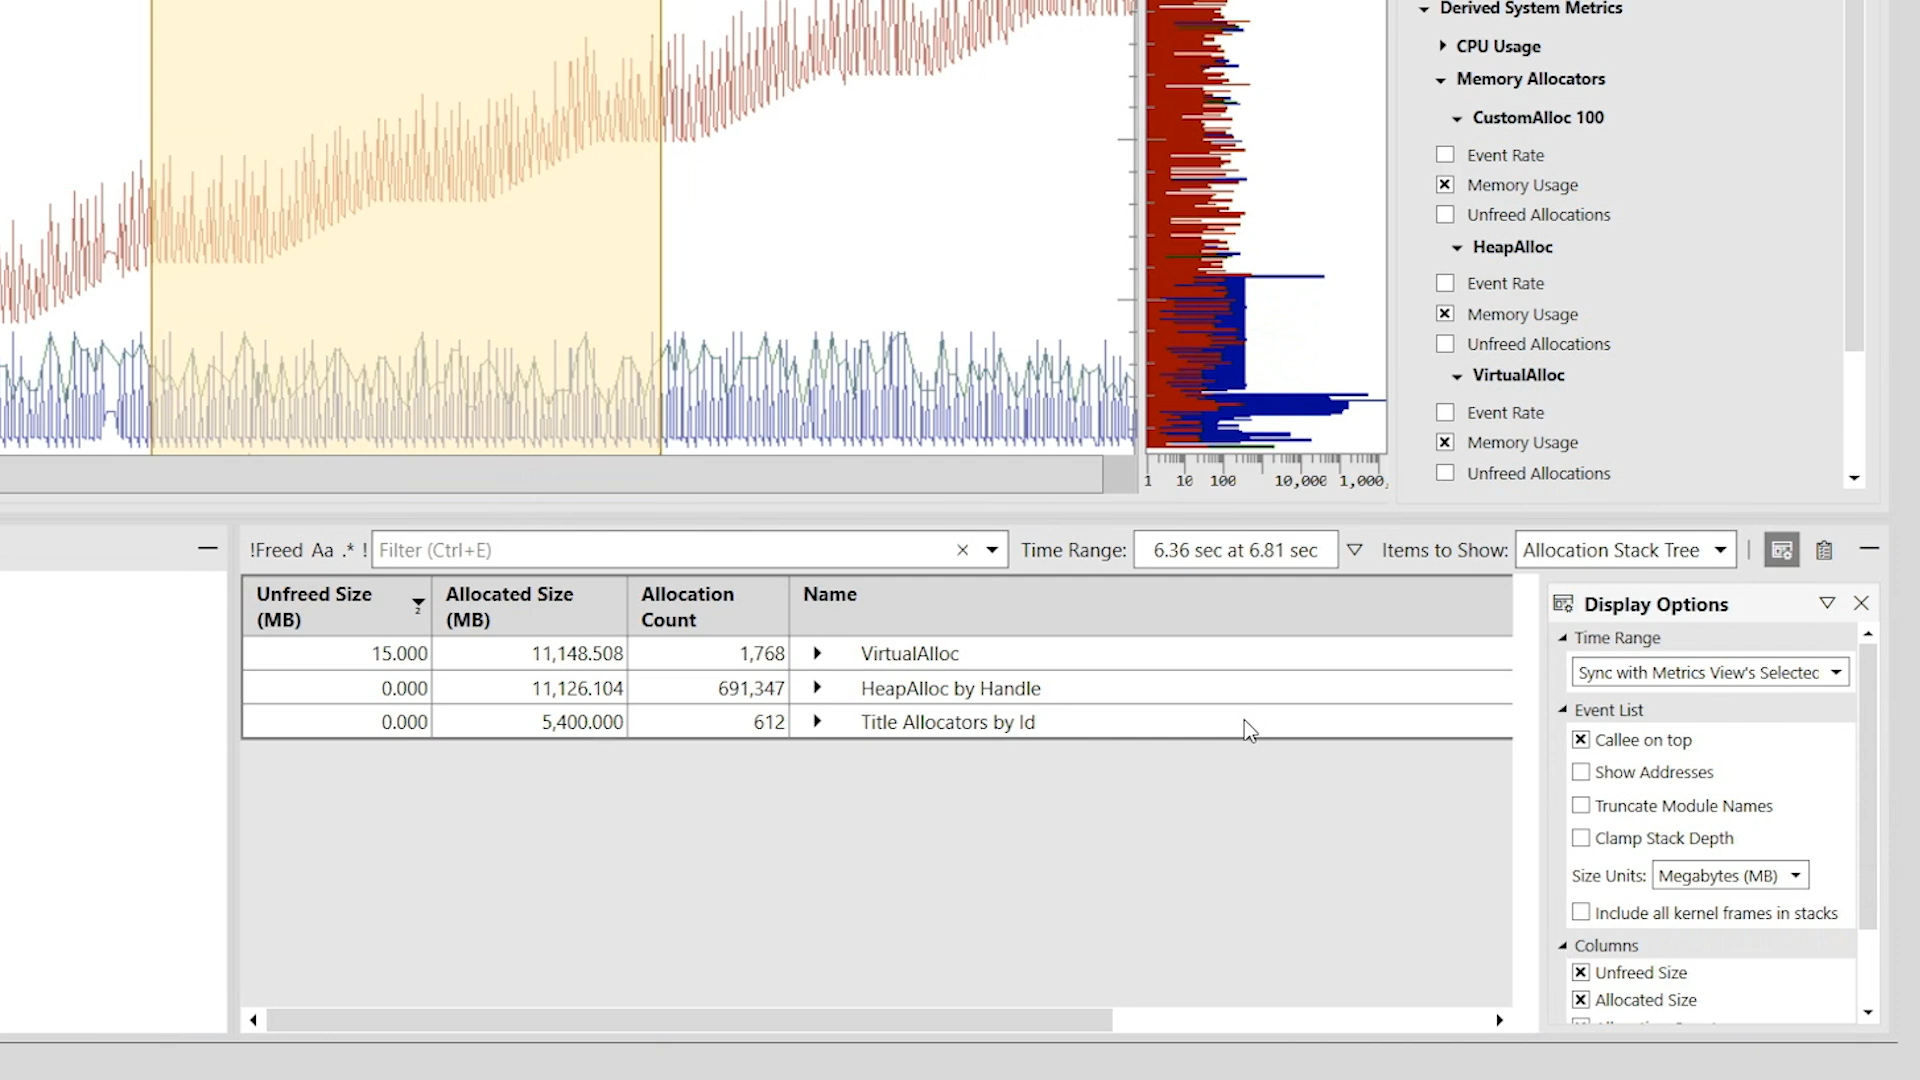 Derived System Metrics
CPU Usage
Memory Allocators
CustomAlloc 100
Event Rate
Memory Usage
Unfreed Allocations
HeapAlloc
Event Rate
Memory Usage
Unfreed Allocations
VirtualAlloc
Event Rate
Memory Usage
Unfreed Allocations
1 10 100 10,000 1,000,
!Freed Aa .* ! Filter (Ctrl+E) Time Range: 6.36 sec at 6.81 sec Items to Show: Allocation Stack Tree
Unfreed Size (MB) 2 Allocated Size (MB) Allocation Count Name
15.000 11,148.508 1,768 VirtualAlloc
0.000 11,126.104 691,347 HeapAlloc by Handle
0.000 5,400.000 612 Title Allocators by Id
Display Options
Time Range
Sync with Metrics View's Selectec
Event List
Callee on top
Show Addresses
Truncate Module Names
Clamp Stack Depth
Size Units: Megabytes (MB)
Include all kernel frames in stacks
Columns
Unfreed Size
Allocated Size